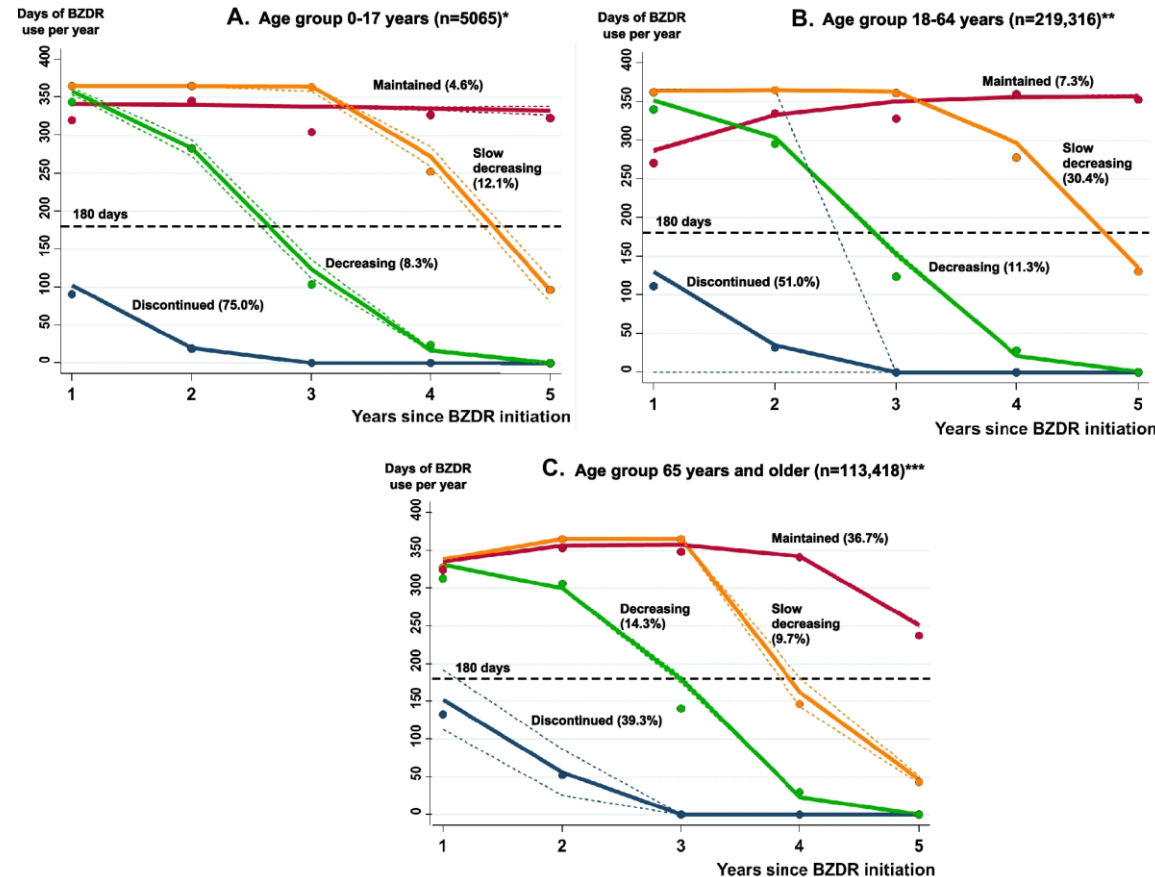 Days of BZDR
use per year
A. Age group 0-17 years (n=5065)*
400
350
300
250
200
150
100
50
0
Maintained (4.6%)
Slow
decreasing
(12.1%)
180 days
Decreasing (8.3%)
Discontinued (75.0%)
1 2 3 4 5
Years since BZDR initiation
Days of BZDR
use per year
B. Age group 18-64 years (n=219,316)**
400
350
300
250
200
150
100
50
0
Maintained (7.3%)
Slow
decreasing
(30.4%)
180 days
Decreasing (11.3%)
Discontinued (51.0%)
1 2 3 4 5
Years since BZDR initiation
Days of BZDR
use per year
C. Age group 65 years and older (n=113,418)***
400
350
300
250
200
150
100
50
0
Maintained (36.7%)
Decreasing
(14.3%)
Slow
decreasing
(9.7%)
180 days
Discontinued (39.3%)
1 2 3 4 5
Years since BZDR initiation